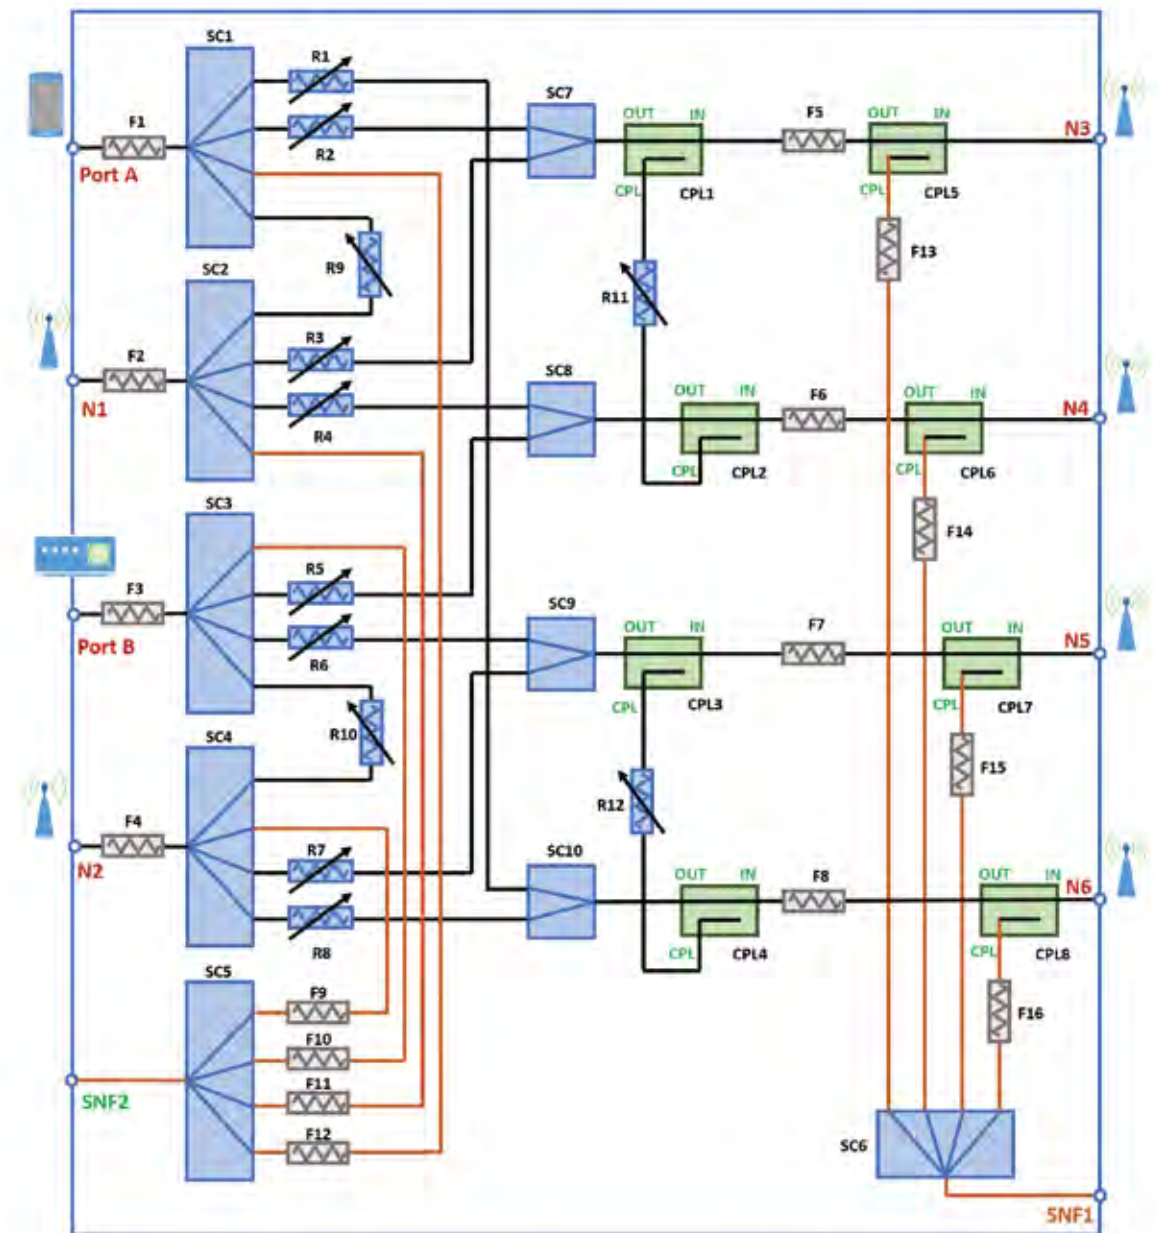 SC1
R1
SC7
OUT IN
F5
OUT IN
N3
F1
R2
Port A
CPL
CPL1
CPL
CPL5
R9
F13
SC2
R11
R3
SC8
OUT IN
F6
OUT IN
N4
F2
N1
R4
CPL
CPL2
CPL
CPL6
SC3
F14
R5
SC9
F3
OUT IN
F7
OUT IN
N5
Port B
R6
CPL
CPL3
CPL
CPL7
R10
SC4
F15
R12
F4
R7
SC10
OUT IN
F8
OUT IN
N6
N2
R8
CPL
CPL4
CPL
CPL8
SC5
F9
F16
F10
F11
SNF2
F12
SC6
SNF1